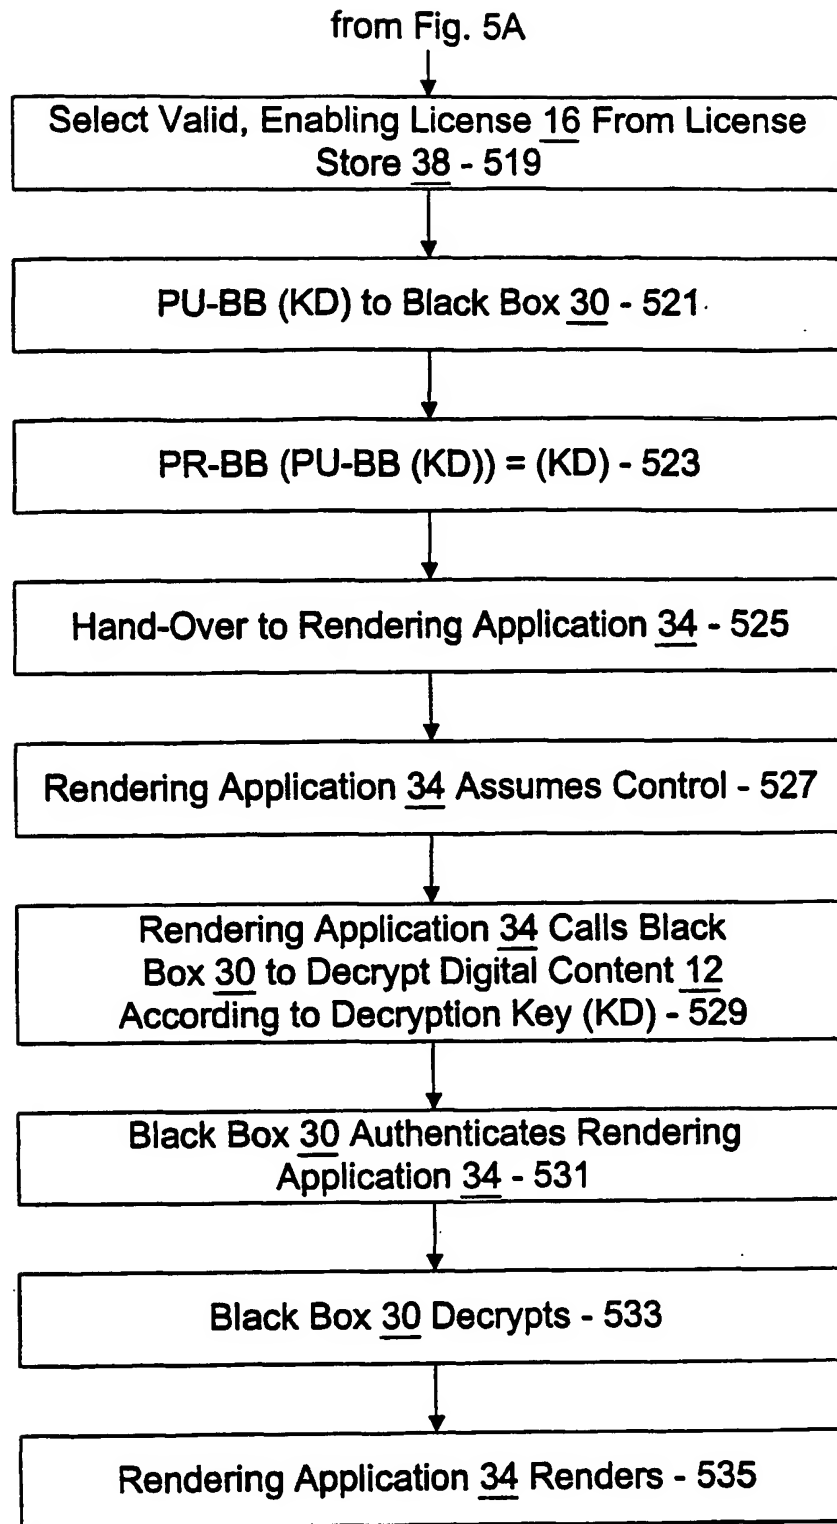 from Fig. 5A
Select Valid, Enabling License 16 From License
Store 38 - 519
PU-BB (KD) to Black Box 30 - 521
PR-BB (PU-BB (KD)) = (KD) - 523
Hand-Over to Rendering Application 34 - 525
Rendering Application 34 Assumes Control - 527
Rendering Application 34 Calls Black
Box 30 to Decrypt Digital Content 12
According to Decryption Key (KD) - 529
Black Box 30 Authenticates Rendering
Application 34 - 531
Black Box 30 Decrypts - 533
Rendering Application 34 Renders - 535